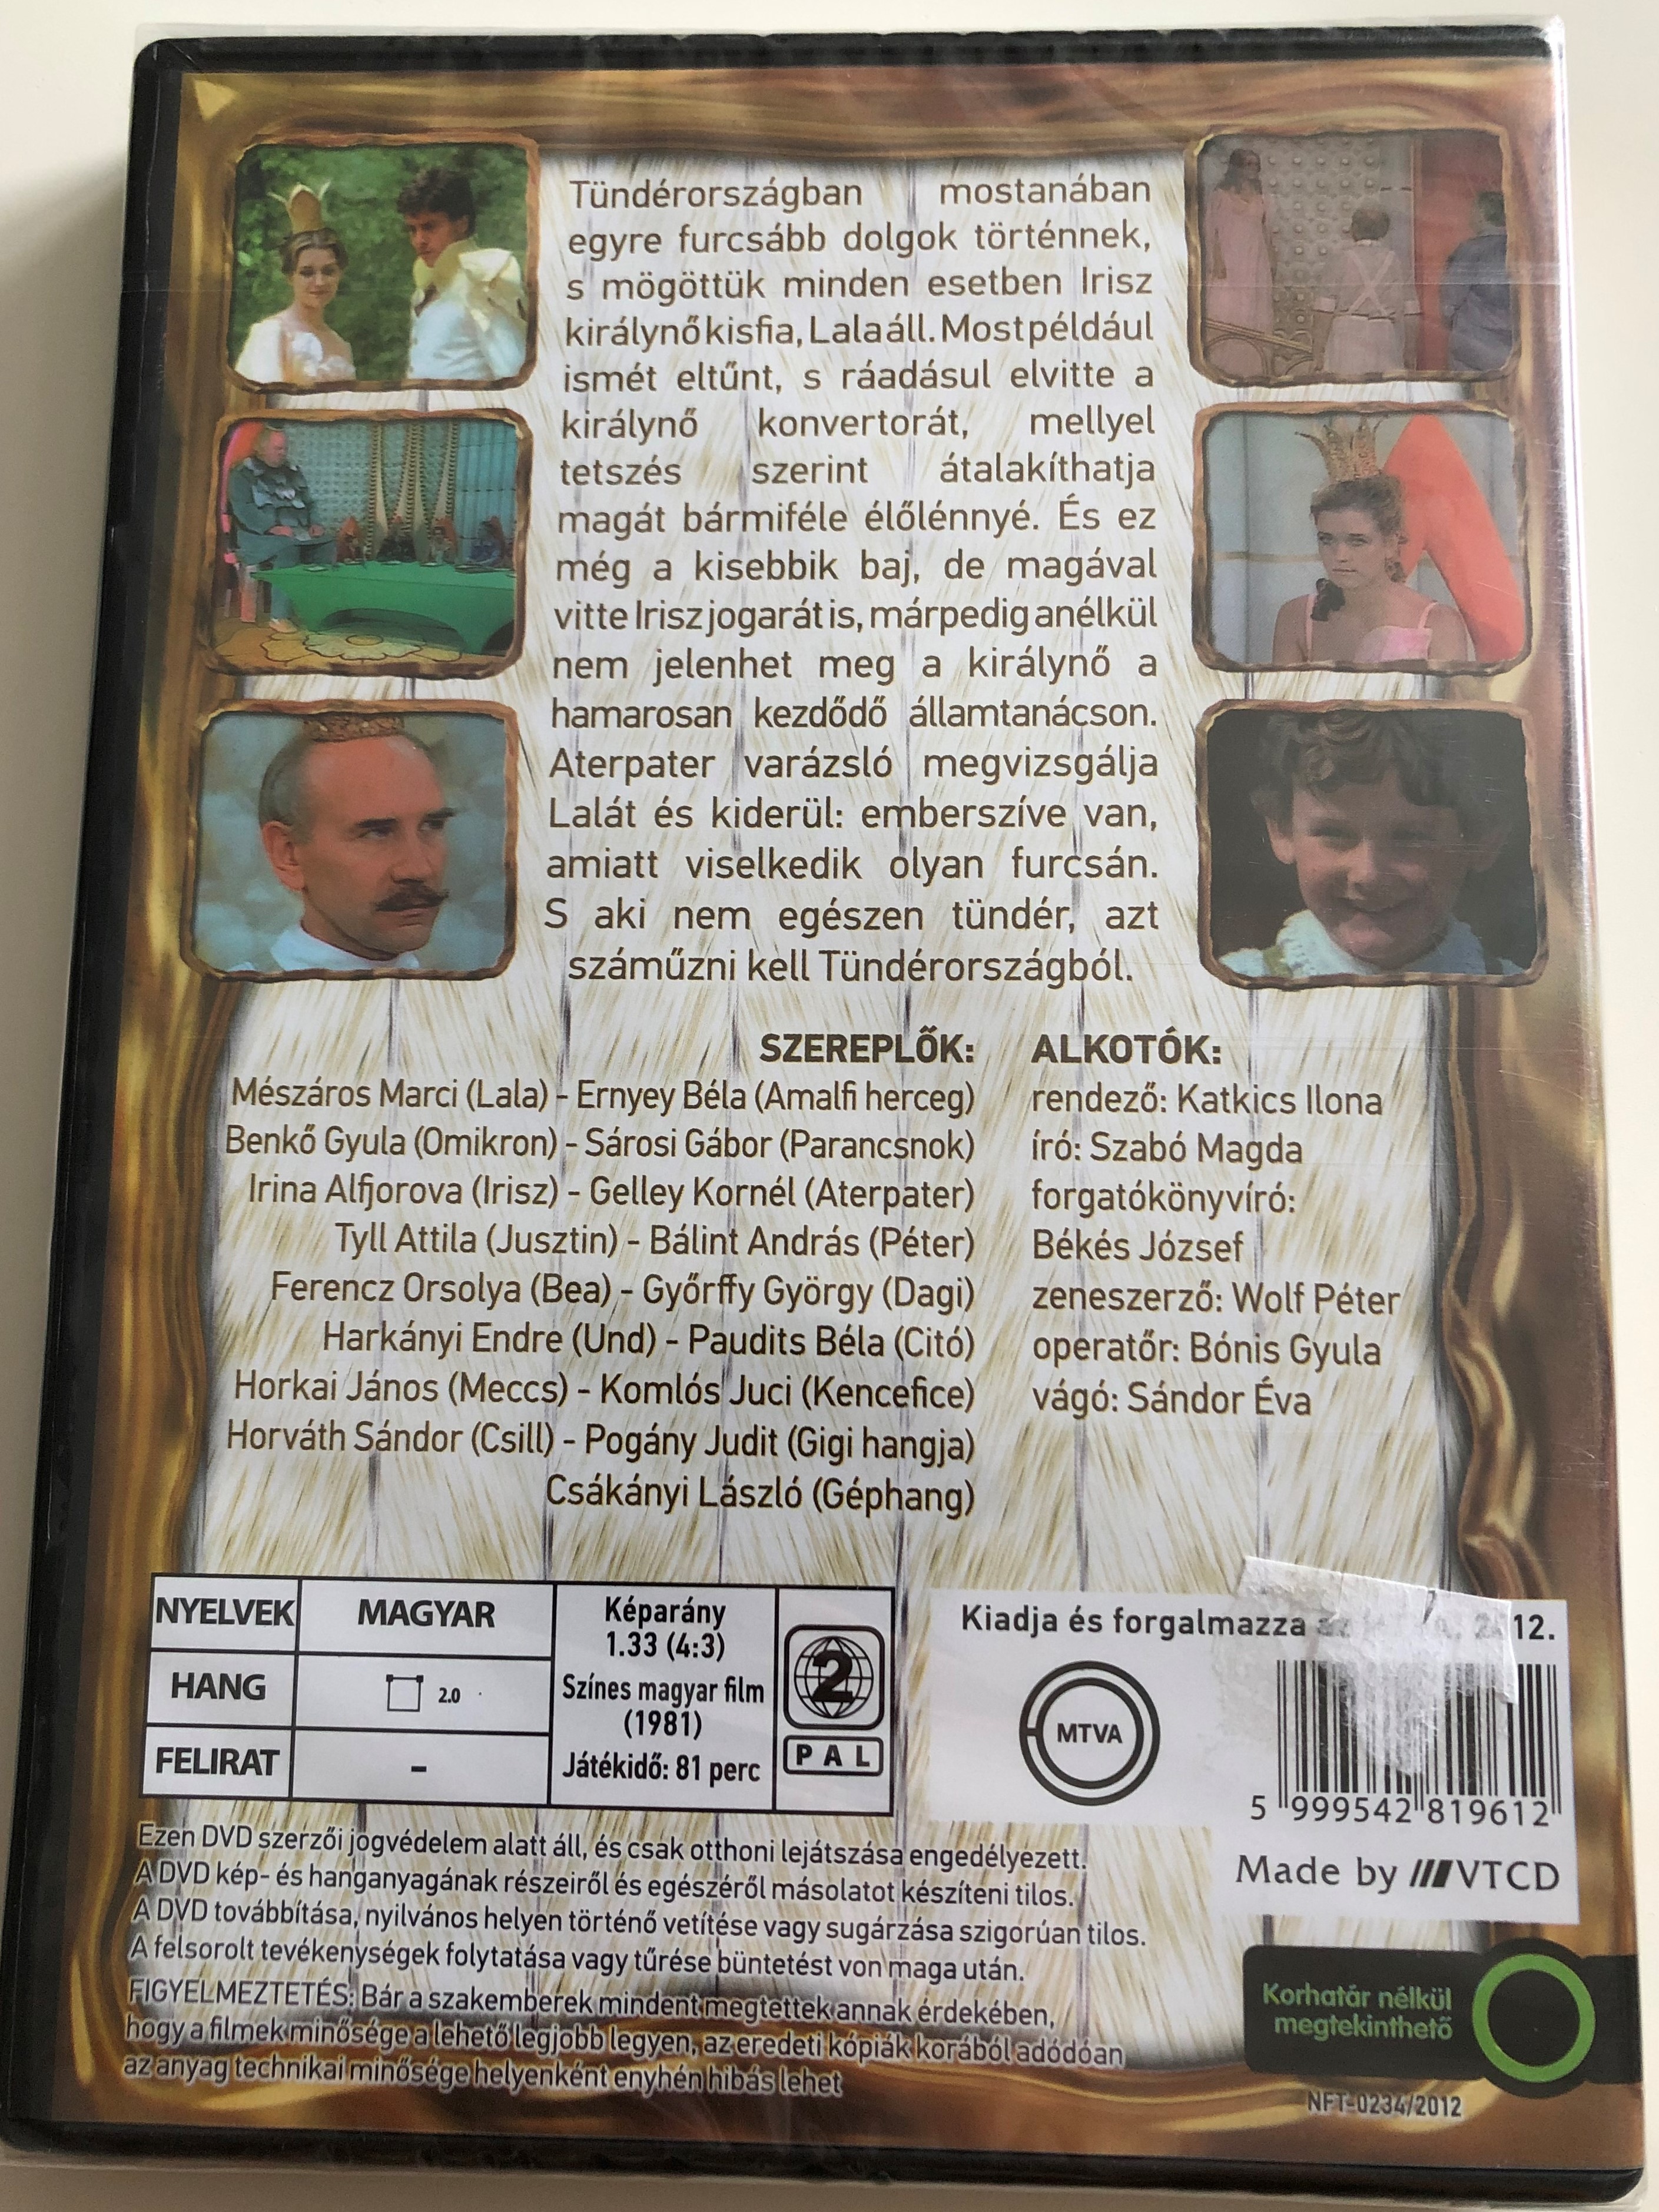 Tündérországban mostanában
egyre furcsább dolgok történnek,
s mögöttük minden esetben Irisz
királynő kisfia, Lala áll. Most például
ismét eltűnt, s ráadásul elvitte a
királynő konvertorát, mellyel
tetszés szerint átalakíthatja
magát bármiféle élőlénnyé. És ez
még a kisebbik baj, de magával
vitte Irisz jogarát is, márpedig anélkül
nem jelenhet meg a királynő a
hamarosan kezdődő államtanácson.
Aterpater varázsló megvizsgálja
Lalát és kiderül: emberszíve van,
amiatt viselkedik olyan furcsán.
S aki nem egészen tündér, azt
száműzni kell Tündérországból.
SZEREPLŐK:
Mészáros Marci (Lala) - Ernyey Béla (Amalfi herceg)
Benkő Gyula (Omikron) - Sárosi Gábor (Parancsnok)
Irina Alfjorova (Irisz) - Gelley Kornél (Aterpater)
Tyll Attila (Jusztin) - Bálint András (Péter)
Ferencz Orsolya (Bea) - Győrffy György (Dagi)
Harkányi Endre (Und) - Paudits Béla (Citó)
Horkai János (Meccs) - Komlós Juci (Kencefice)
Horváth Sándor (Csill) - Pogány Judit (Gigi hangja)
Csákányi László (Géphang)
ALKOTÓK:
rendező: Katkics Ilona
író: Szabó Magda
forgatókönyvíró:
Békés József
zeneszerző: Wolf Péter
operatőr: Bónis Gyula
vágó: Sándor Éva
NYELVEK MAGYAR
HANG 2.0
FELIRAT -
Képarány
1.33 (4:3)
Színes magyar film
(1981)
Játékidő: 81 perc
2
PAL
Kiadja és forgalmazza 12.
MTVA
5 999542 819612
Made by VTCD
Ezen DVD szerzői jogvédelem alatt áll, és csak otthoni lejátszása engedélyezett.
A DVD kép- és hanganyagának részeiről és egészéről másolatot készíteni tilos.
A DVD továbbítása, nyilvános helyen történő vetítése vagy sugárzása szigorúan tilos.
A felsorolt tevékenységek folytatása vagy tűrése büntetést von maga után.
FIGYELMEZTETÉS: Bár a szakemberek mindent megtettek annak érdekében,
hogy a filmek minősége a lehető legjobb legyen, az eredeti kópiák korából adódóan
az anyag technikai minősége helyenként enyhén hibás lehet
Korhatár nélkül
megtekinthető
NFT-0234/2012